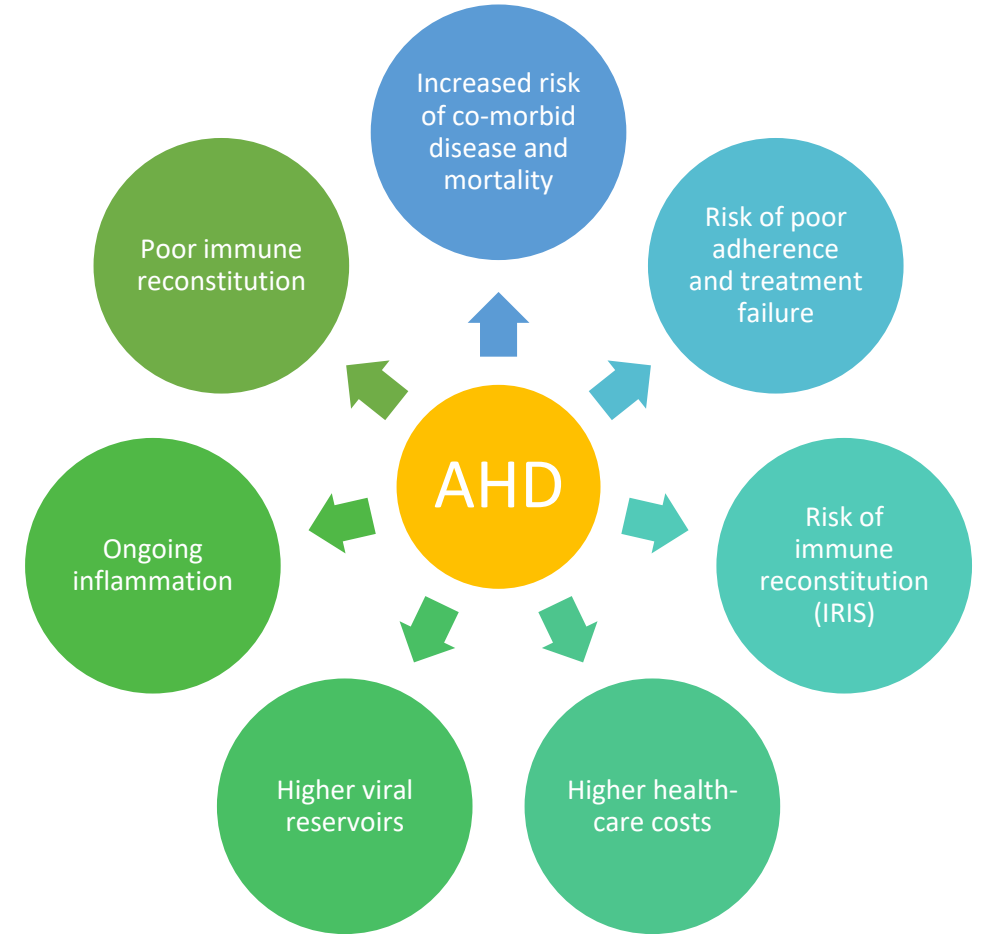 Increased risk
of co-morbid
disease and
mortality
Risk of poor
adherence
and treatment
failure
Risk of
immune
reconstitution
(IRIS)
Higher health-
care costs
Higher viral
reservoirs
Ongoing
inflammation
Poor immune
reconstitution
AHD